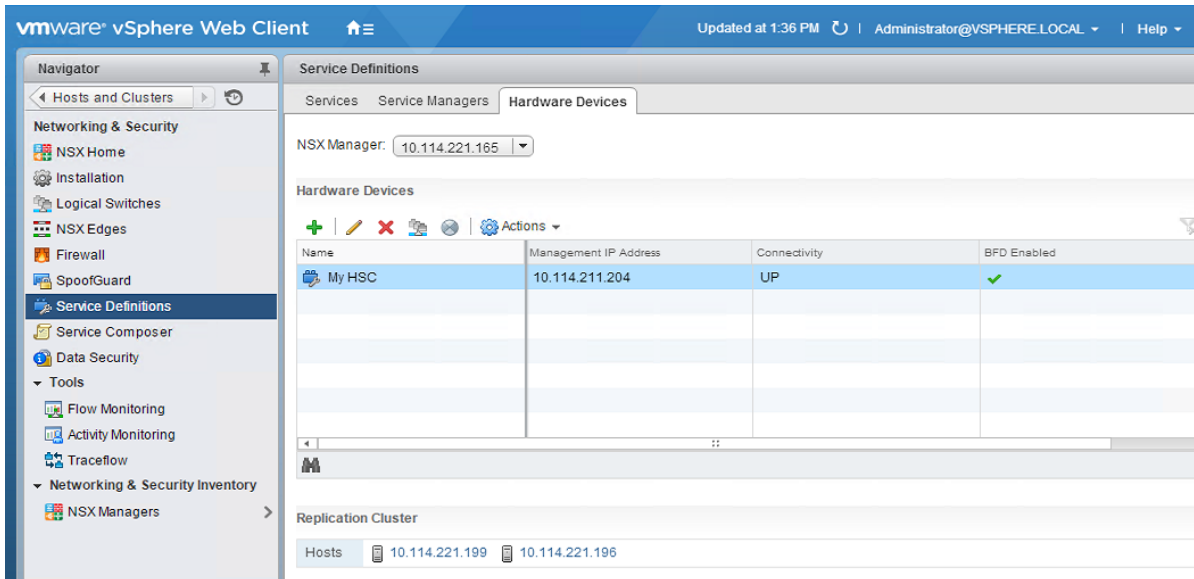 vmware® vSphere Web Client
Updated at 1:36 PM | Administrator@VSPHERE.LOCAL | Help
Navigator
Hosts and Clusters
Networking & Security
NSX Home
Installation
Logical Switches
NSX Edges
Firewall
SpoofGuard
Service Definitions
Service Composer
Data Security
Tools
Flow Monitoring
Activity Monitoring
Traceflow
Networking & Security Inventory
NSX Managers
Service Definitions
Services Service Managers Hardware Devices
NSX Manager: 10.114.221.165
Hardware Devices
Actions
Name Management IP Address Connectivity BFD Enabled
My HSC 10.114.211.204 UP
Replication Cluster
Hosts 10.114.221.199 10.114.221.196